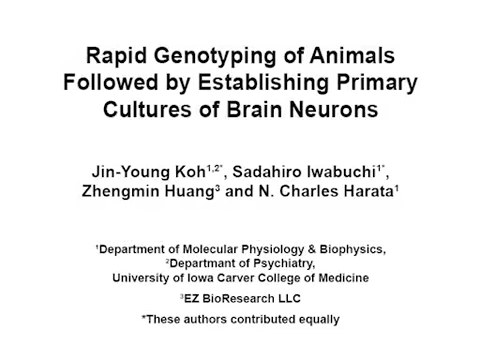 Rapid Genotyping of Animals
Followed by Establishing Primary
Cultures of Brain Neurons
Jin-Young Koh1,2*, Sadahiro Iwabuchi1*,
Zhengmin Huang3 and N. Charles Harata1
1Department of Molecular Physiology & Biophysics,
2Departmant of Psychiatry,
University of Iowa Carver College of Medicine
3EZ BioResearch LLC
*These authors contributed equally